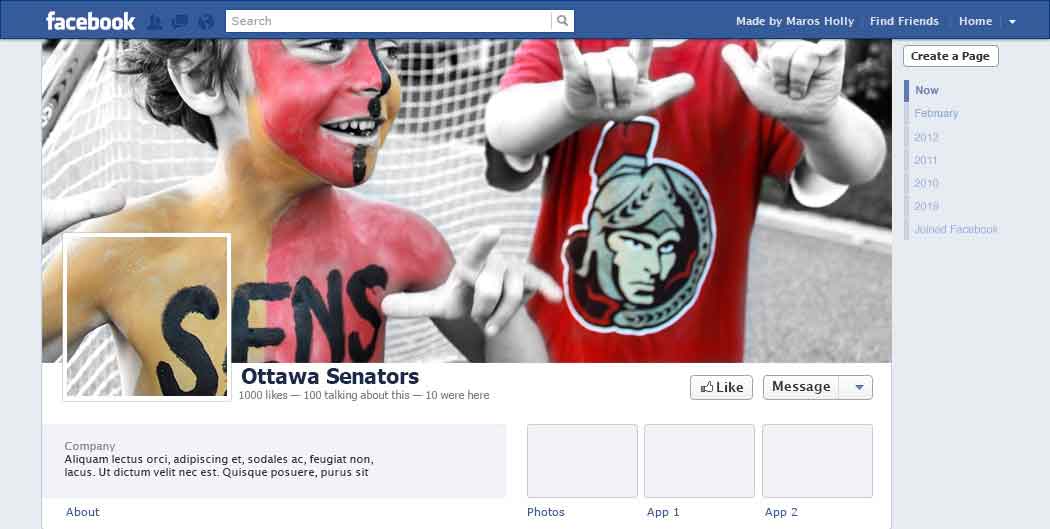 facebook
Search
Made by Maros Holly
Find Friends
Home
Create a Page
Now
February
2012
2011
2010
2019
Joined Facebook
SENS
Ottawa Senators
1000 likes — 100 talking about this — 10 were here
Like
Message
Company
Aliquam lectus orci, adipiscing et, sodales ac, feugiat non,
lacus. Ut dictum velit nec est. Quisque posuere, purus sit
About
Photos
App 1
App 2